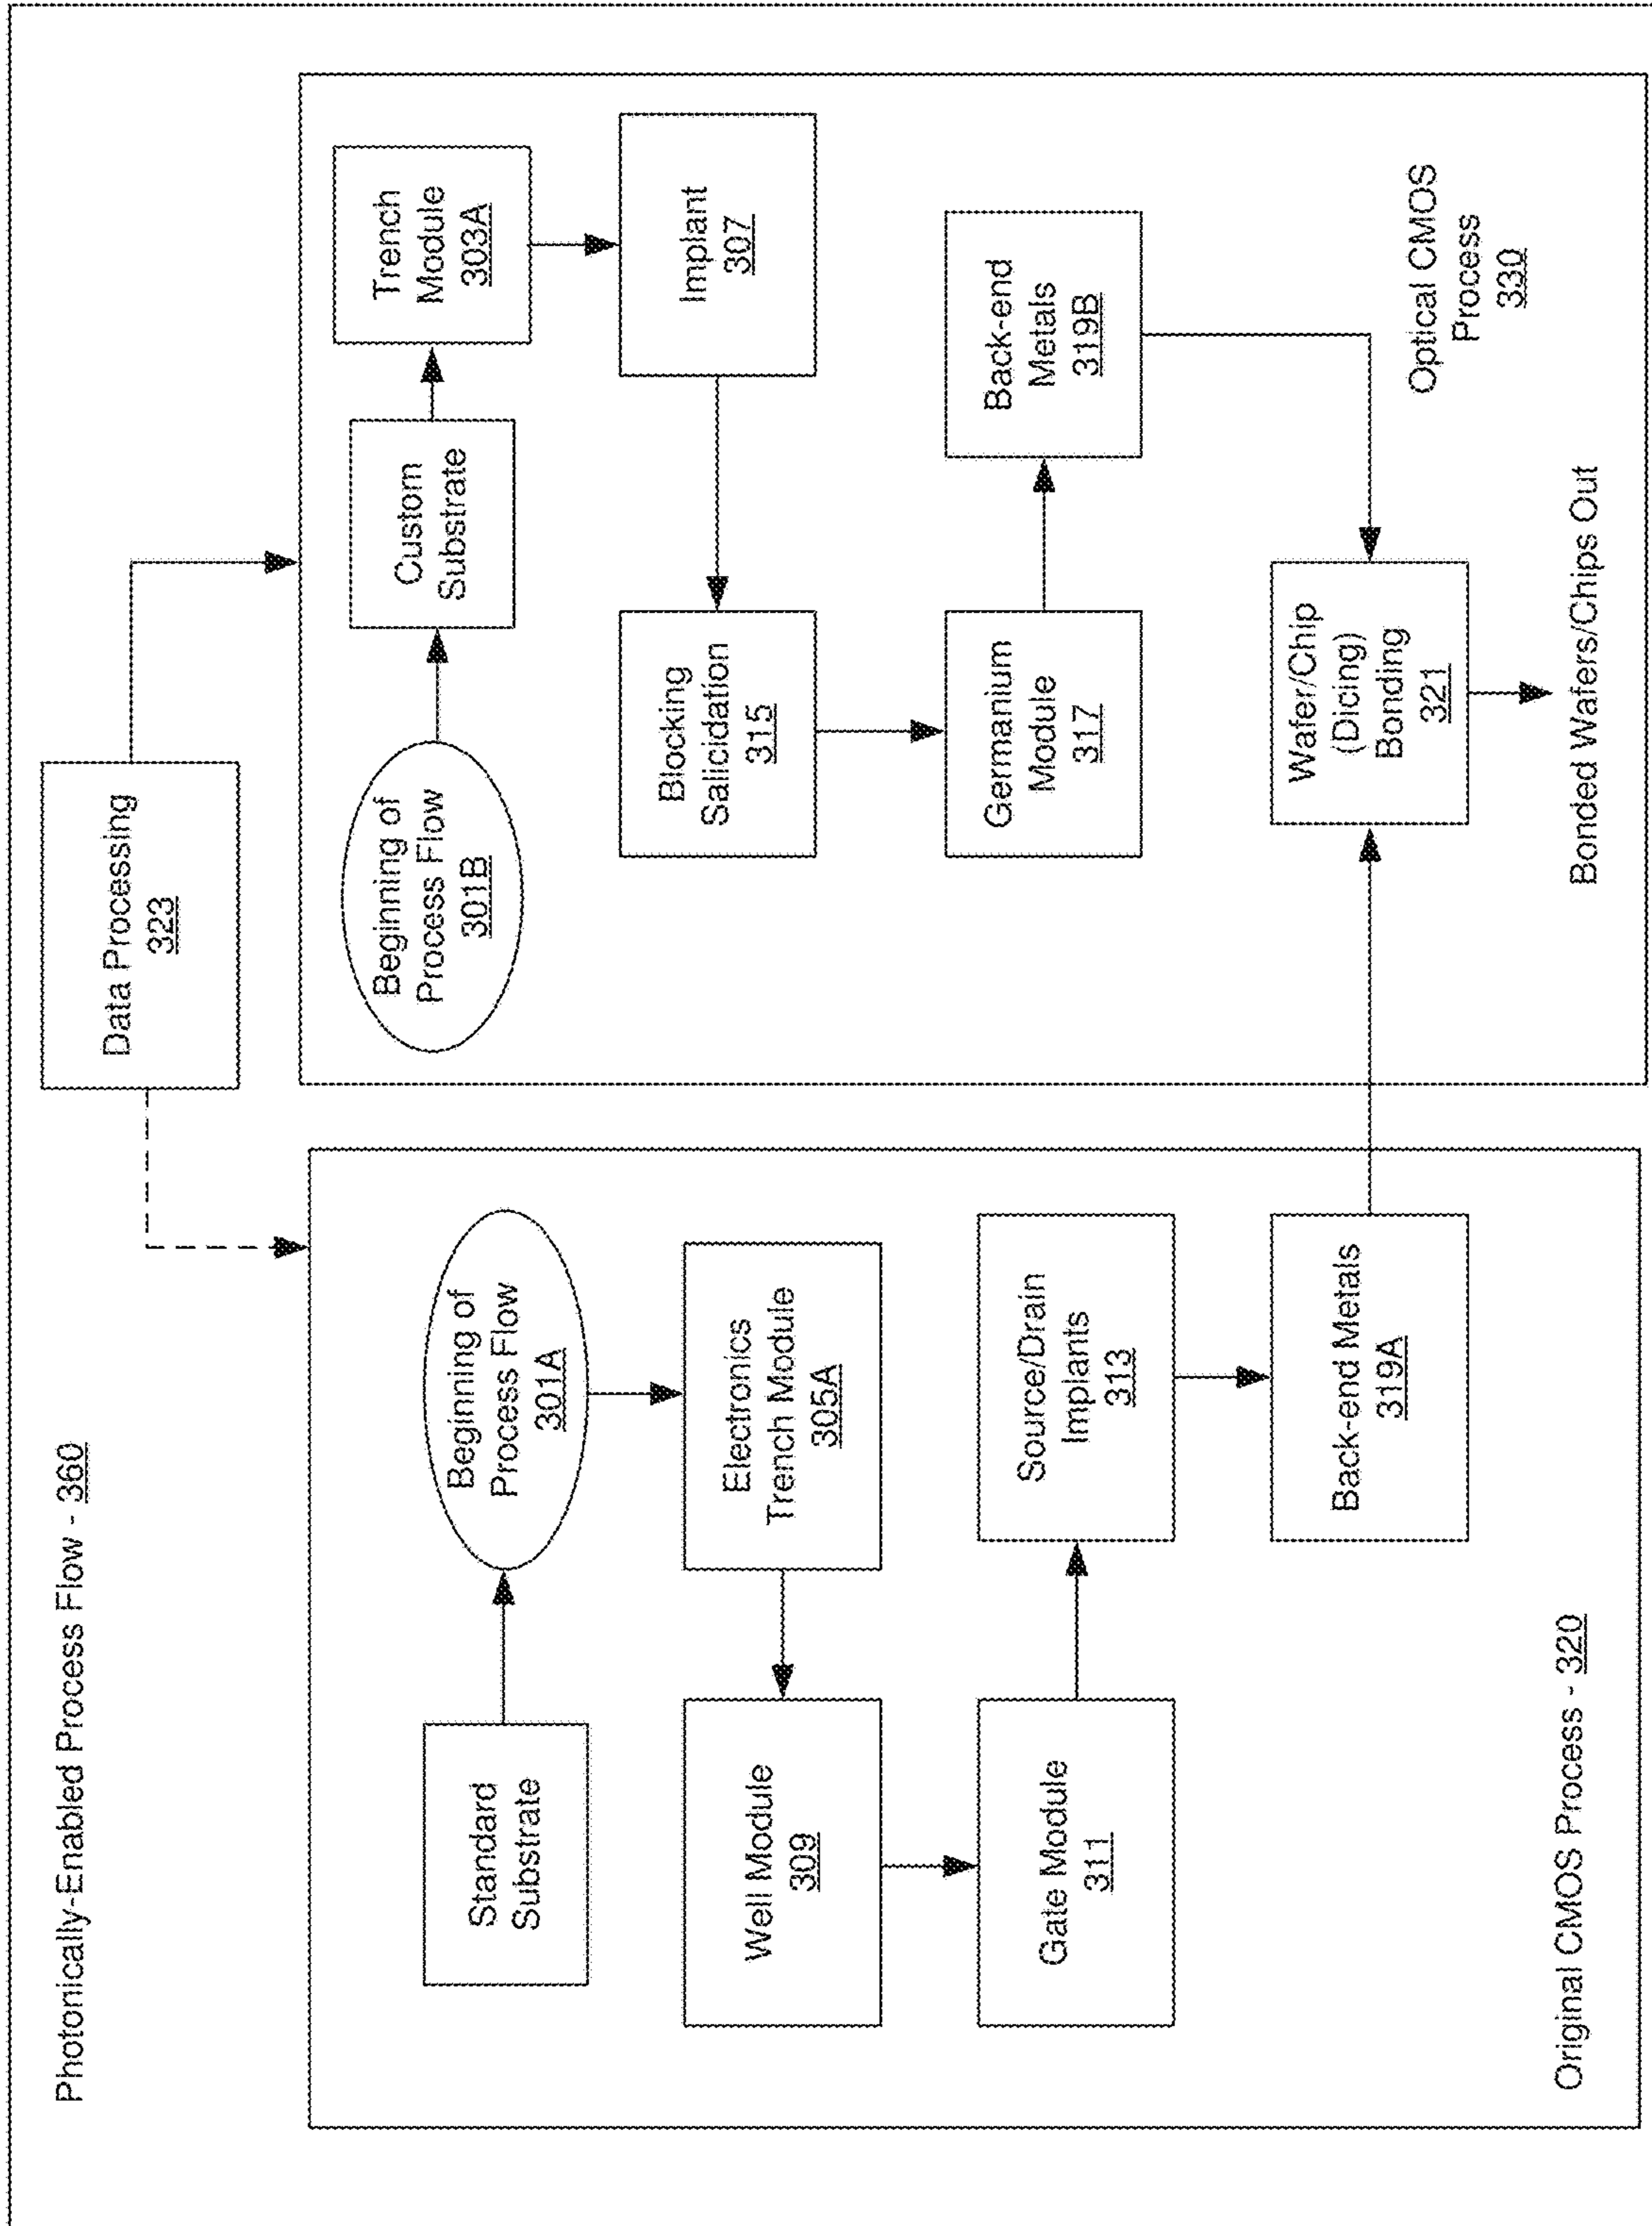 Photonically-Enabled Process Flow - 360
Data Processing
323
Standard
Substrate
Beginning of
Process Flow
301A
Electronics
Trench Module
305A
Well Module
309
Gate Module
311
Source/Drain
Implants
313
Back-end Metals
319A
Original CMOS Process - 320
Beginning of
Process Flow
301B
Custom
Substrate
Trench
Module
303A
Implant
307
Blocking
Salicidation
315
Germanium
Module
317
Back-end
Metals
319B
Wafer/Chip
(Dicing)
Bonding
321
Optical CMOS
Process
330
Bonded Wafers/Chips Out